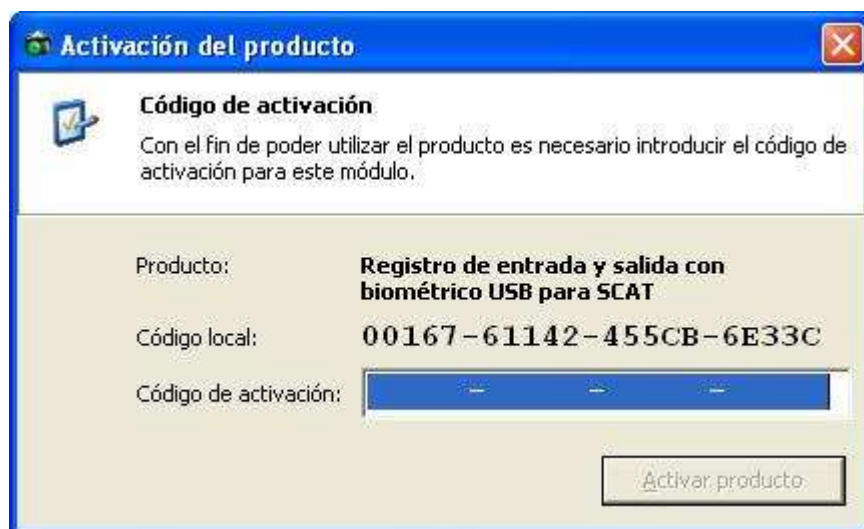 Activación del producto
Código de activación
Con el fin de poder utilizar el producto es necesario introducir el código de
activación para este módulo.
Producto: Registro de entrada y salida con
biométrico USB para SCAT
Código local: 00167-61142-455CB-6E33C
Código de activación: - - -
Activar producto